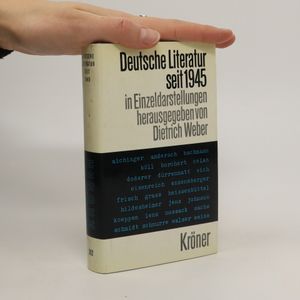 Deutsche Literatur
seit 1945
in Einzeldarstellungen
herausgegeben von
Dietrich Weber
aichinger andersch bachmann
böll borchert celan
doderer dürrenmatt eich
eisenreich enzensberger
frisch grass heissenbüttel
hildesheimer jens johnson
koeppen lenz nossack sachs
schmidt schnurre walser weiss
Kröner